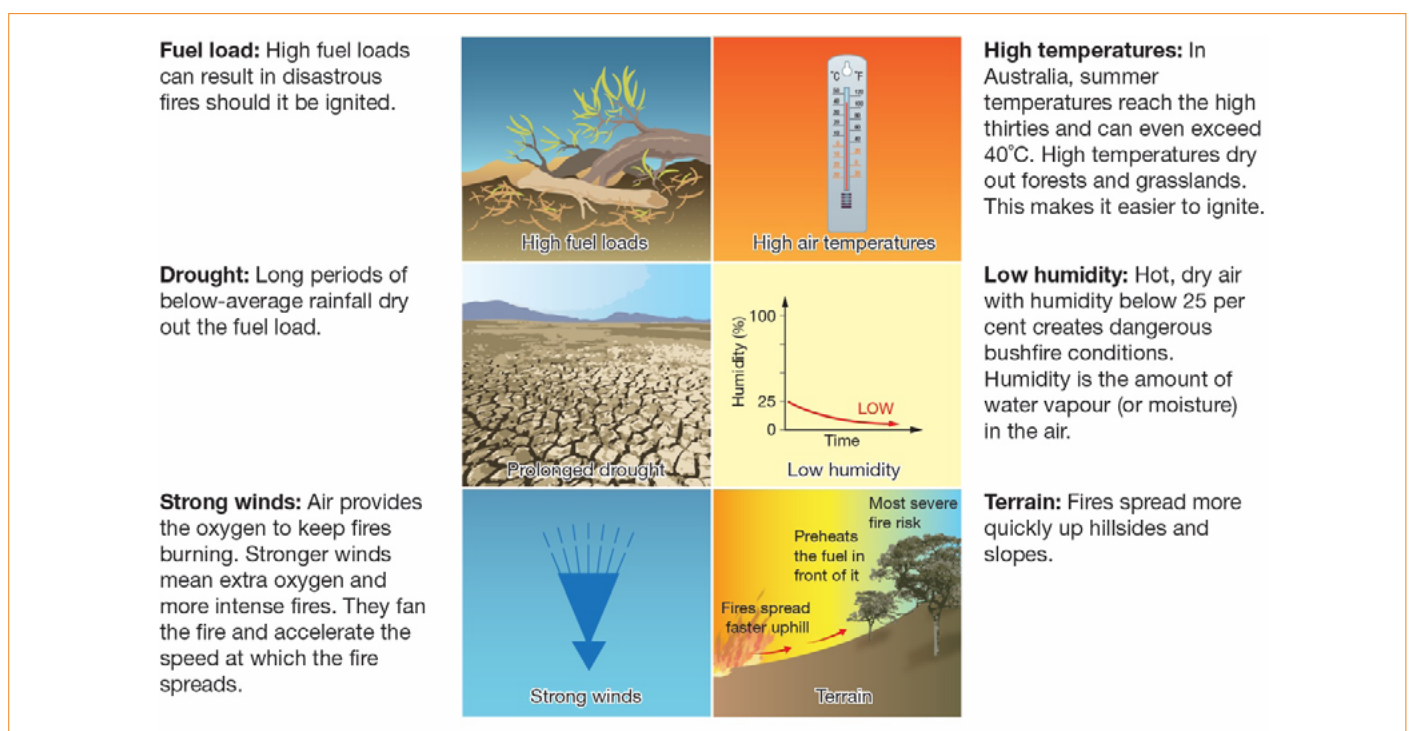 Fuel load: High fuel loads
can result in disastrous
fires should it be ignited.
High fuel loads
°C °F
High air temperatures
High temperatures: In
Australia, summer
temperatures reach the high
thirties and can even exceed
40°C. High temperatures dry
out forests and grasslands.
This makes it easier to ignite.
Drought: Long periods of
below-average rainfall dry
out the fuel load.
Prolonged drought
Humidity (%)
100
25
0
LOW
Time
Low humidity
Low humidity: Hot, dry air
with humidity below 25 per
cent creates dangerous
bushfire conditions.
Humidity is the amount of
water vapour (or moisture)
in the air.
Strong winds: Air provides
the oxygen to keep fires
burning. Stronger winds
mean extra oxygen and
more intense fires. They fan
the fire and accelerate the
speed at which the fire
spreads.
Strong winds
Most severe
fire risk
Preheats
the fuel in
front of it
Fires spread
faster uphill
Terrain
Terrain: Fires spread more
quickly up hillsides and
slopes.